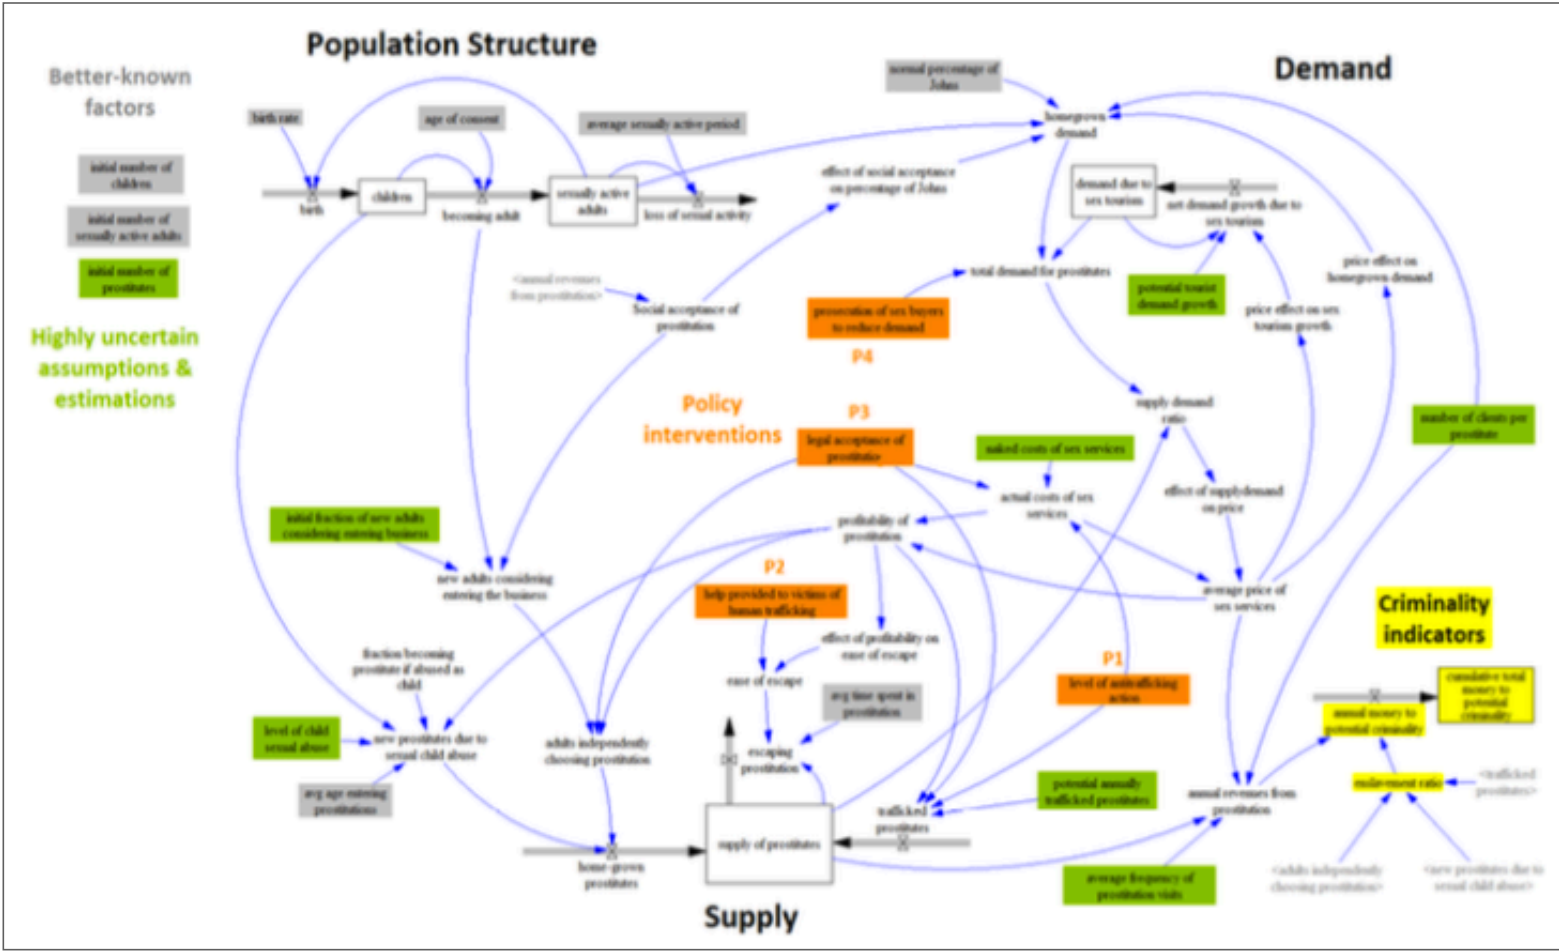 Population Structure
Demand
Better-known
factors
normal percentage of
Johns
birth rate
age of consent
average sexually active period
homegrown
demand
initial number of
children
effect of social acceptance
on percentage of Johns
children
sexually active
adults
demand due to
sex tourism
birth
becoming adult
loss of sexual activity
net demand growth due to
sex tourism
initial number of
sexually active adults
initial number of
prostitutes
<annual revenues
from prostitution>
Social acceptance of
prostitution
total demand for prostitutes
price effect on
homegrown demand
potential tourist
demand growth
price effect on sex
tourism growth
prosecution of sex buyers
to reduce demand
P4
Highly uncertain
assumptions &
estimations
Policy
interventions
P3
legal acceptance of
prostitutio
supply demand
ratio
number of clients per
prostitute
naked costs of sex services
actual costs of sex
services
effect of supplydemand
on price
initial fraction of new adults
considering entering business
profitability of
prostitution
new adults considering
entering the business
P2
help provided to victims of
human trafficking
average price of
sex services
Criminality
indicators
effect of profitability on
ease of escape
fraction becoming
prostitute if abused as
child
ease of escape
P1
level of antitrafficking
action
avg time spent in
prostitution
cumulative total
money to
potential
criminality
annual money to
potential criminality
level of child
sexual abuse
new prostitutes due to
sexual child abuse
adults independently
choosing prostitution
escaping
prostitution
avg age entering
prostitutions
potential annually
trafficked prostitutes
annual revenues from
prostitution
enslavement ratio
<trafficked
prostitutes>
trafficked
prostitutes
supply of prostitutes
home-grown
prostitutes
average frequency of
prostitution visits
<adults independently
choosing prostitution>
<new prostitutes due to
sexual child abuse>
Supply